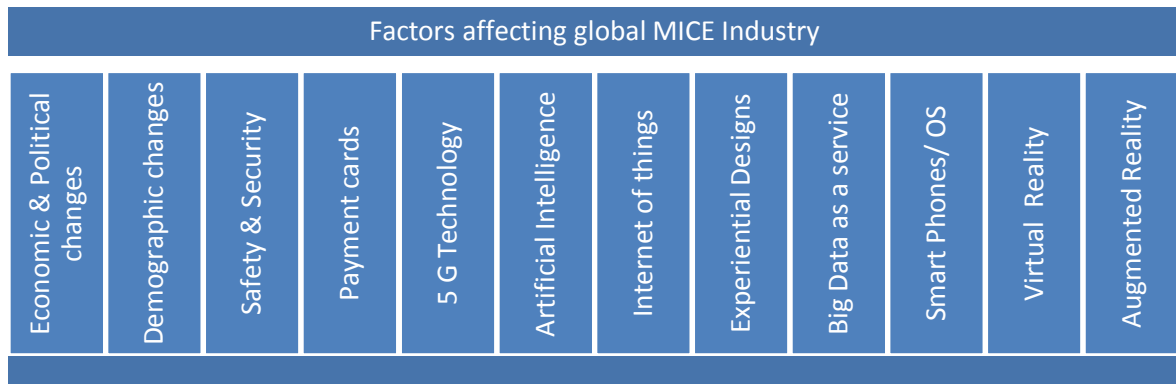 Factors affecting global MICE Industry
Economic & Political
changes
Demographic changes
Safety & Security
Payment cards
5 G Technology
Artificial Intelligence
Internet of things
Experiential Designs
Big Data as a service
Smart Phones/ OS
Virtual Reality
Augmented Reality